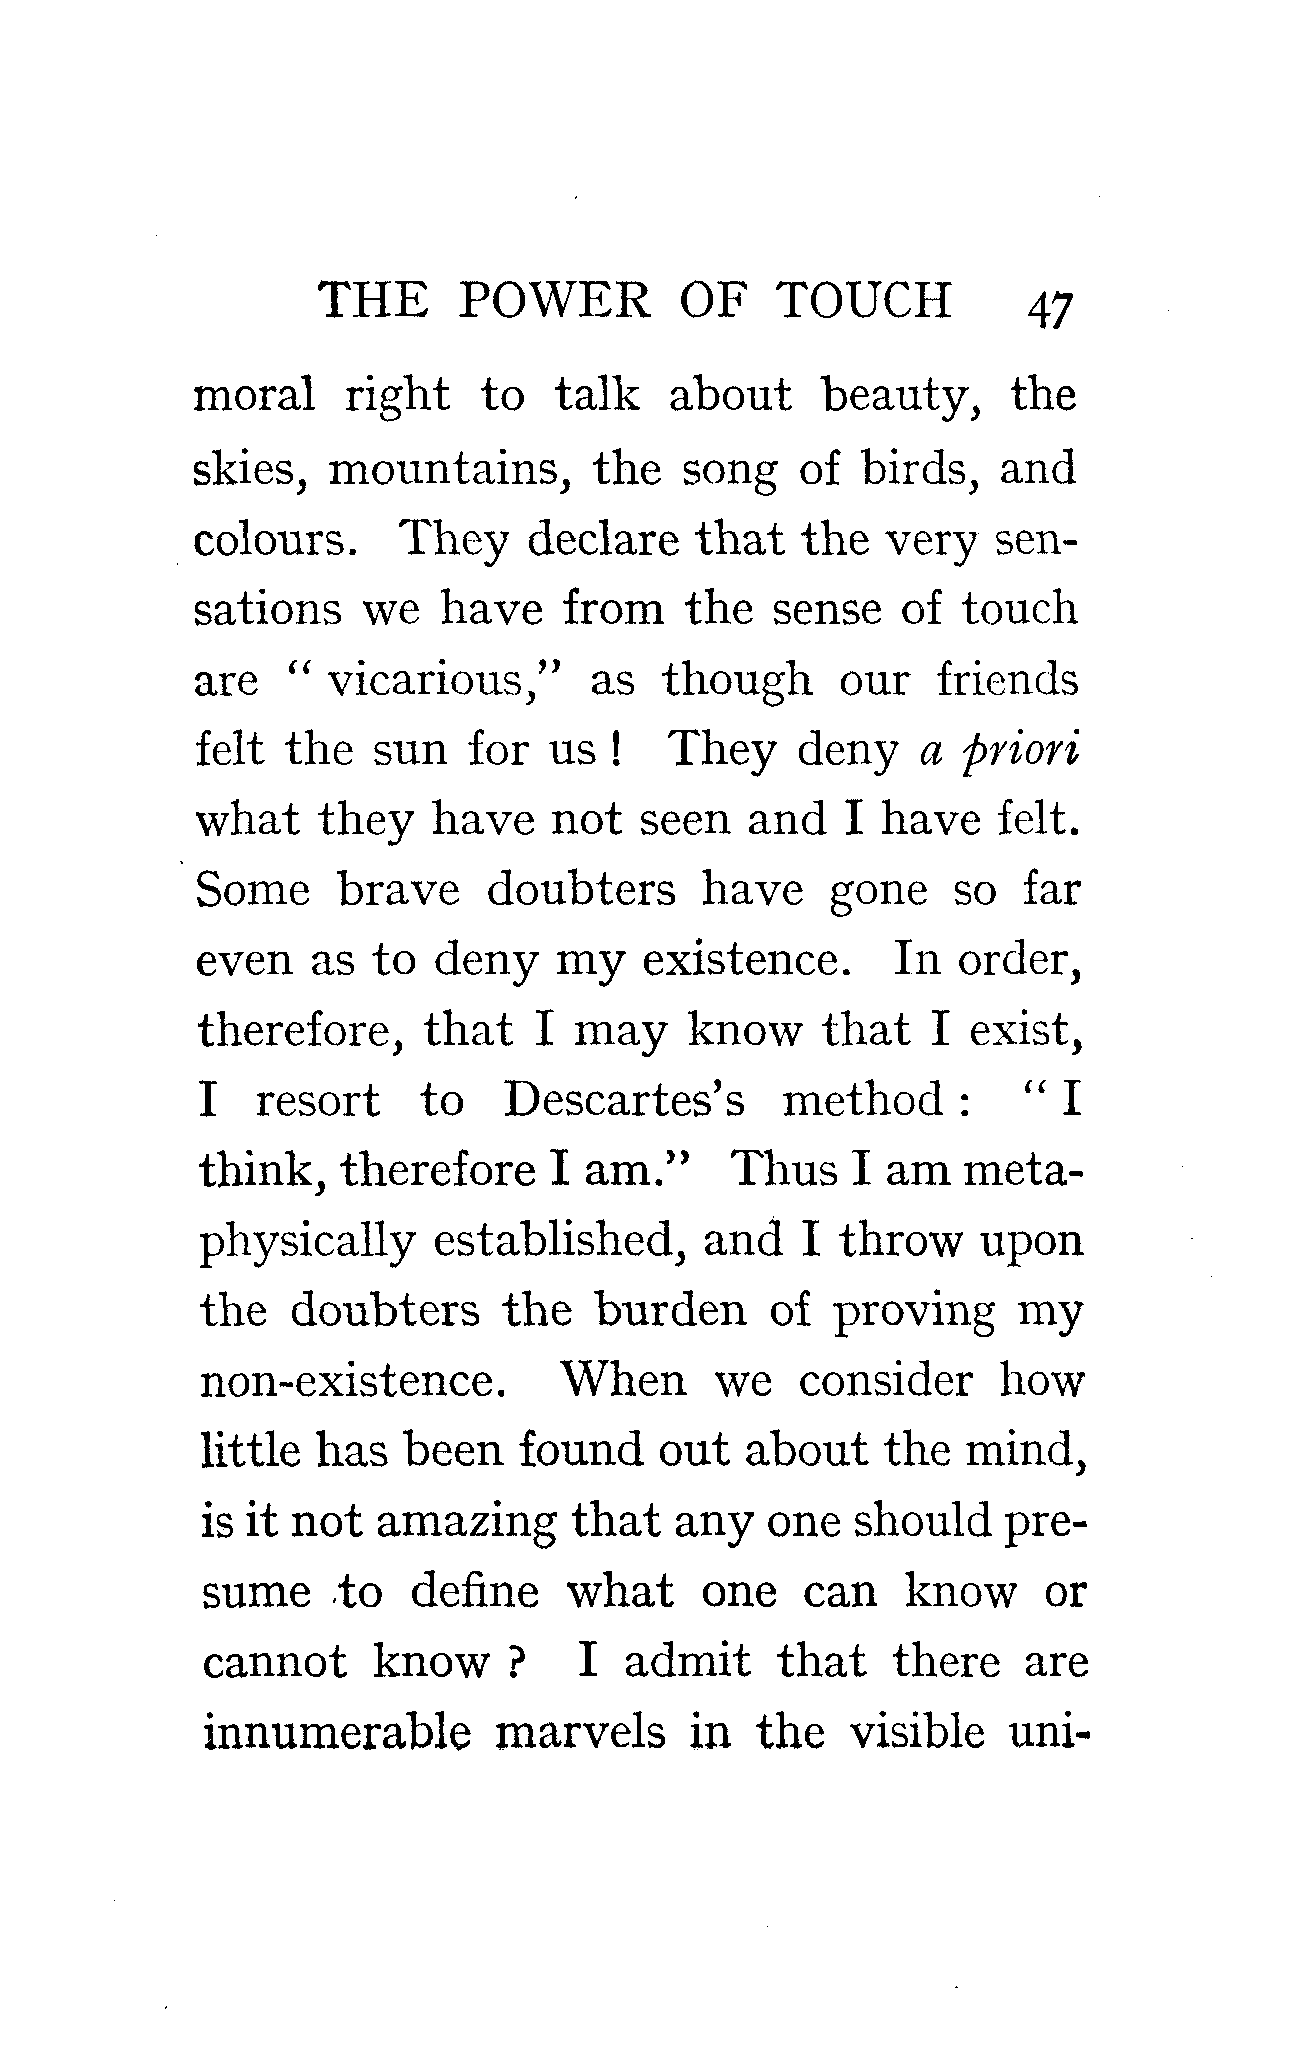 THE POWER OF TOUCH 47
moral right to talk about beauty, the
skies, mountains, the song of birds, and
colours. They declare that the very sen-
sations we have from the sense of touch
are " vicarious," as though our friends
felt the sun for us ! They deny a priori
what they have not seen and I have felt.
Some brave doubters have gone so far
even as to deny my existence. In order,
therefore, that I may know that I exist,
I resort to Descartes's method : " I
think, therefore I am." Thus I am meta-
physically established, and I throw upon
the doubters the burden of proving my
non-existence. When we consider how
little has been found out about the mind,
is it not amazing that any one should pre-
sume to define what one can know or
cannot know ? I admit that there are
innumerable marvels in the visible uni-